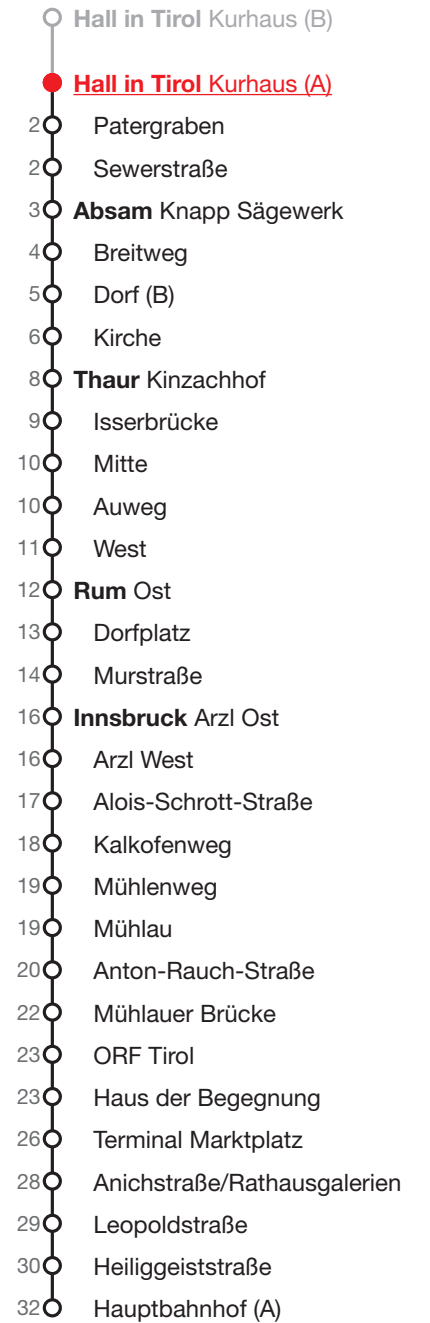 Hall in Tirol Kurhaus (B)
Hall in Tirol Kurhaus (A)
2 Patergraben
2 Sewerstraße
3 Absam Knapp Sägewerk
4 Breitweg
5 Dorf (B)
6 Kirche
8 Thaur Kinzachhof
9 Isserbrücke
10 Mitte
10 Auweg
11 West
12 Rum Ost
13 Dorfplatz
14 Murstraße
16 Innsbruck Arzl Ost
16 Arzl West
17 Alois-Schrott-Straße
18 Kalkofenweg
19 Mühlenweg
19 Mühlau
20 Anton-Rauch-Straße
22 Mühlauer Brücke
23 ORF Tirol
23 Haus der Begegnung
26 Terminal Marktplatz
28 Anichstraße/Rathausgalerien
29 Leopoldstraße
30 Heiliggeiststraße
32 Hauptbahnhof (A)